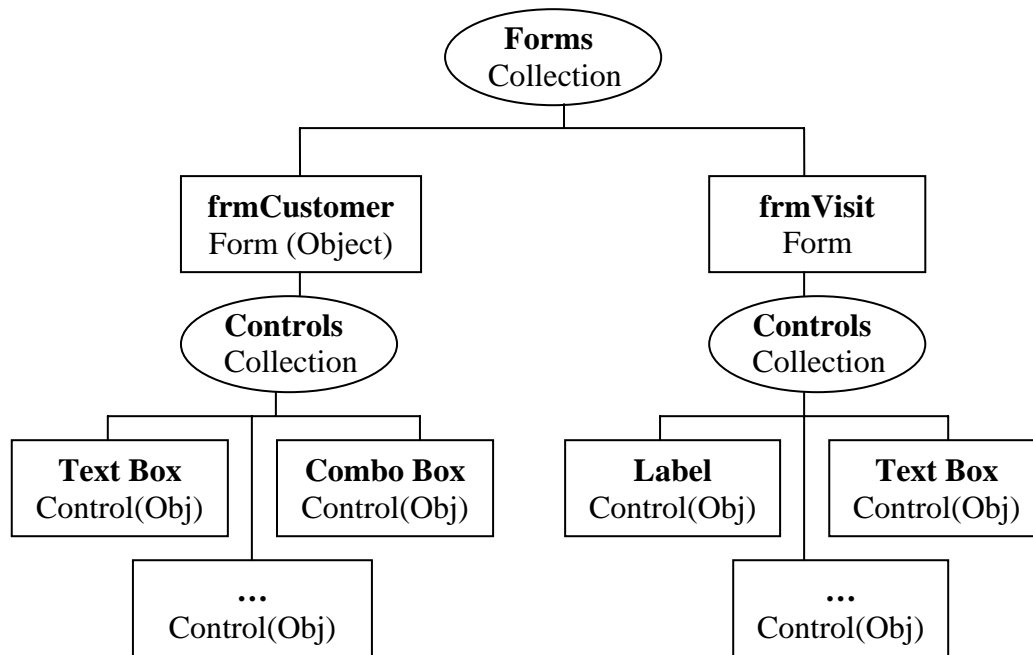 Forms
Collection
frmCustomer
Form (Object)
frmVisit
Form
Controls
Collection
Controls
Collection
Text Box
Control(Obj)
Combo Box
Control(Obj)
Label
Control(Obj)
Text Box
Control(Obj)
...
Control(Obj)
...
Control(Obj)